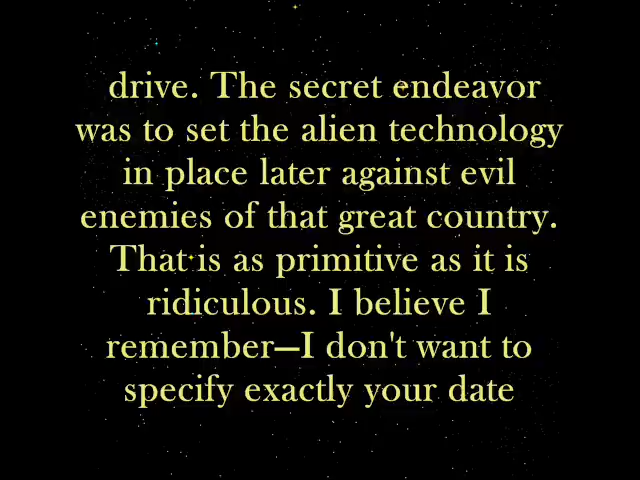 drive. The secret endeavor
was to set the alien technology
in place later against evil
enemies of that great country.
That is as primitive as it is
ridiculous. I believe I
remember—I don't want to
specify exactly your date